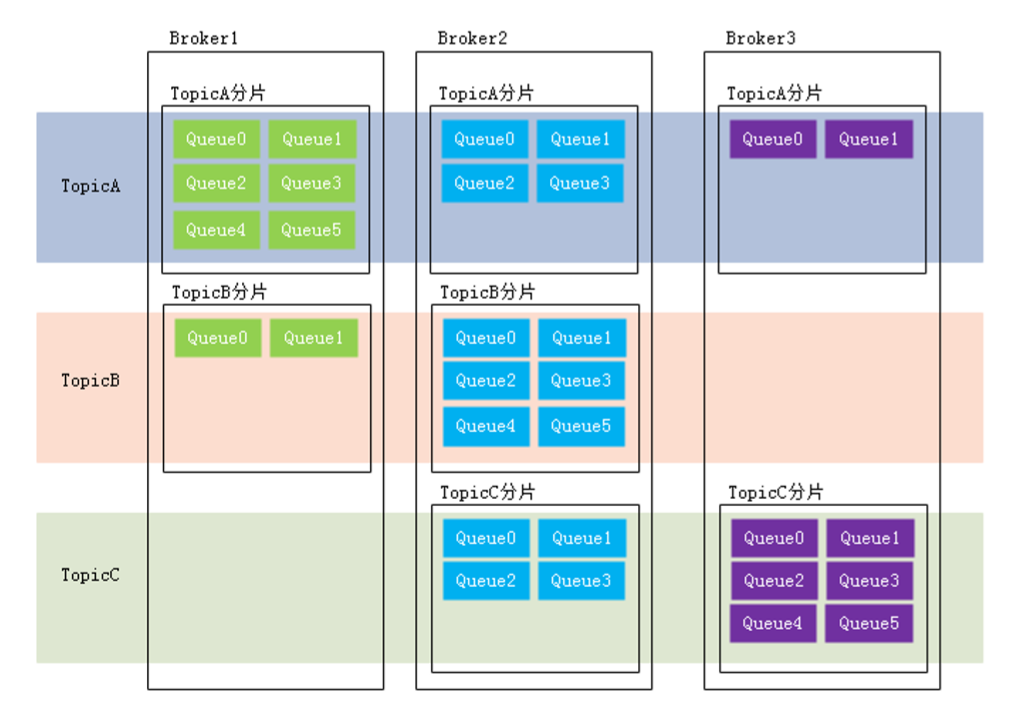 Broker1 Broker2 Broker3
TopicA分片 TopicA分片 TopicA分片
Queue0 Queue1 Queue0 Queue1 Queue0 Queue1
TopicA
Queue2 Queue3 Queue2 Queue3
Queue4 Queue5
TopicB分片 TopicB分片
Queue0 Queue1 Queue0 Queue1
TopicB
Queue2 Queue3
Queue4 Queue5
TopicC分片 TopicC分片
Queue0 Queue1 Queue0 Queue1
TopicC
Queue2 Queue3 Queue2 Queue3
Queue4 Queue5